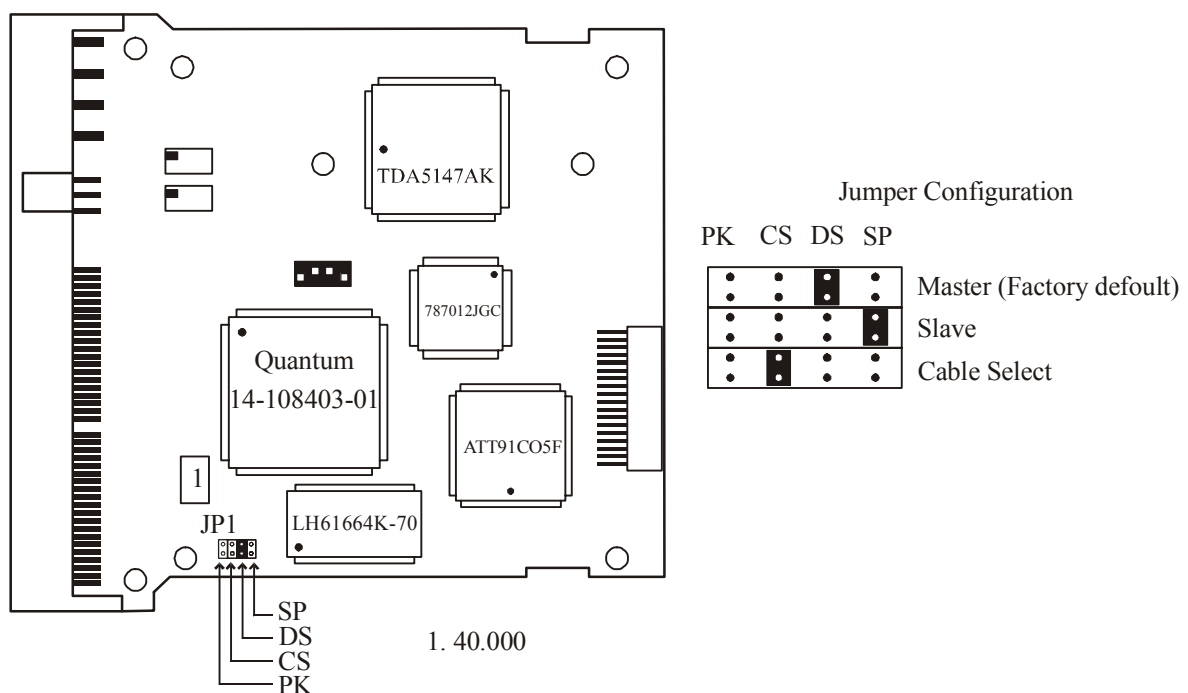 TDA5147AK
787012JGC
Quantum
14-108403-01
ATT91CO5F
1
LH61664K-70
JP1
SP
DS
CS
PK
1. 40.000
Jumper Configuration
PK CS DS SP
Master (Factory defoult)
Slave
Cable Select